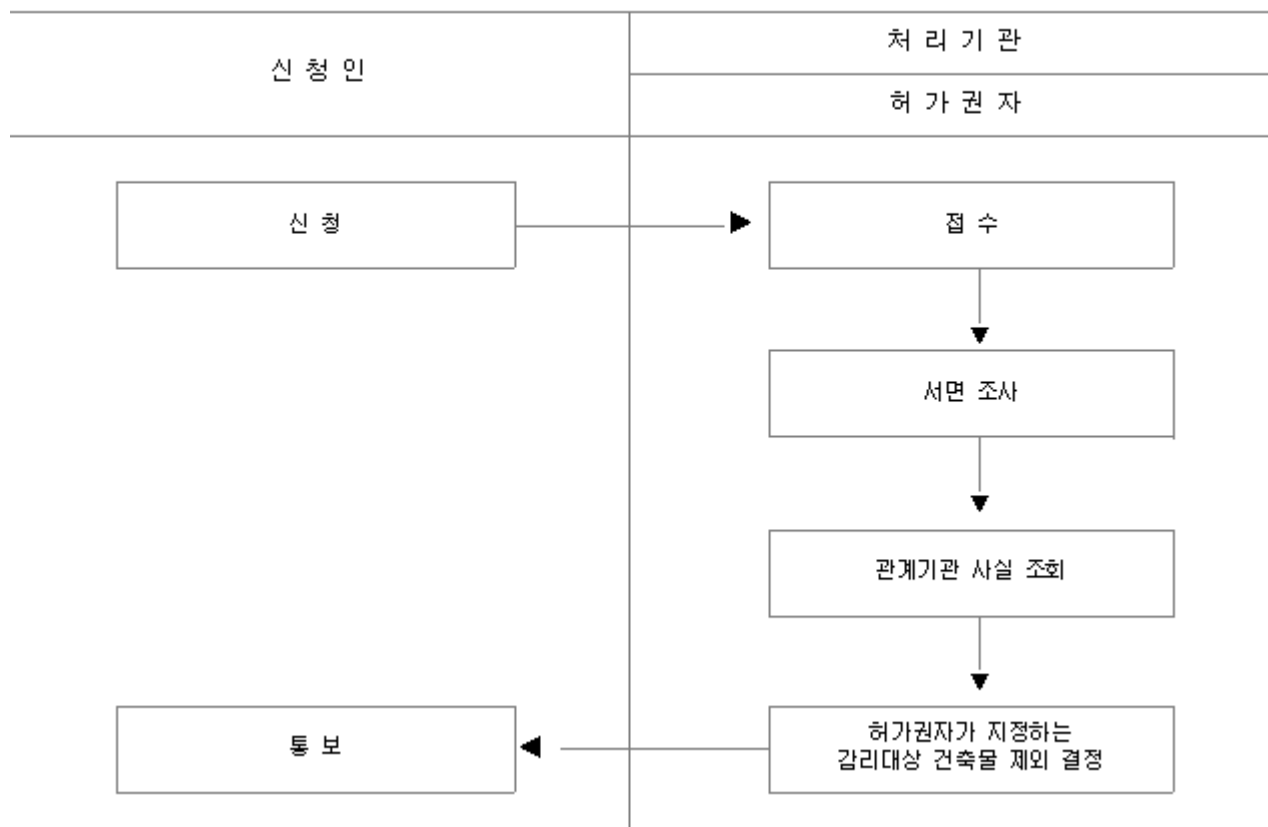 신 청 인
처 리 기 관
허 가 권 자
신 청
접 수
서면 조사
관계기관 사실 조회
허가권자가 지정하는
감리대상 건축물 제외 결정
통 보